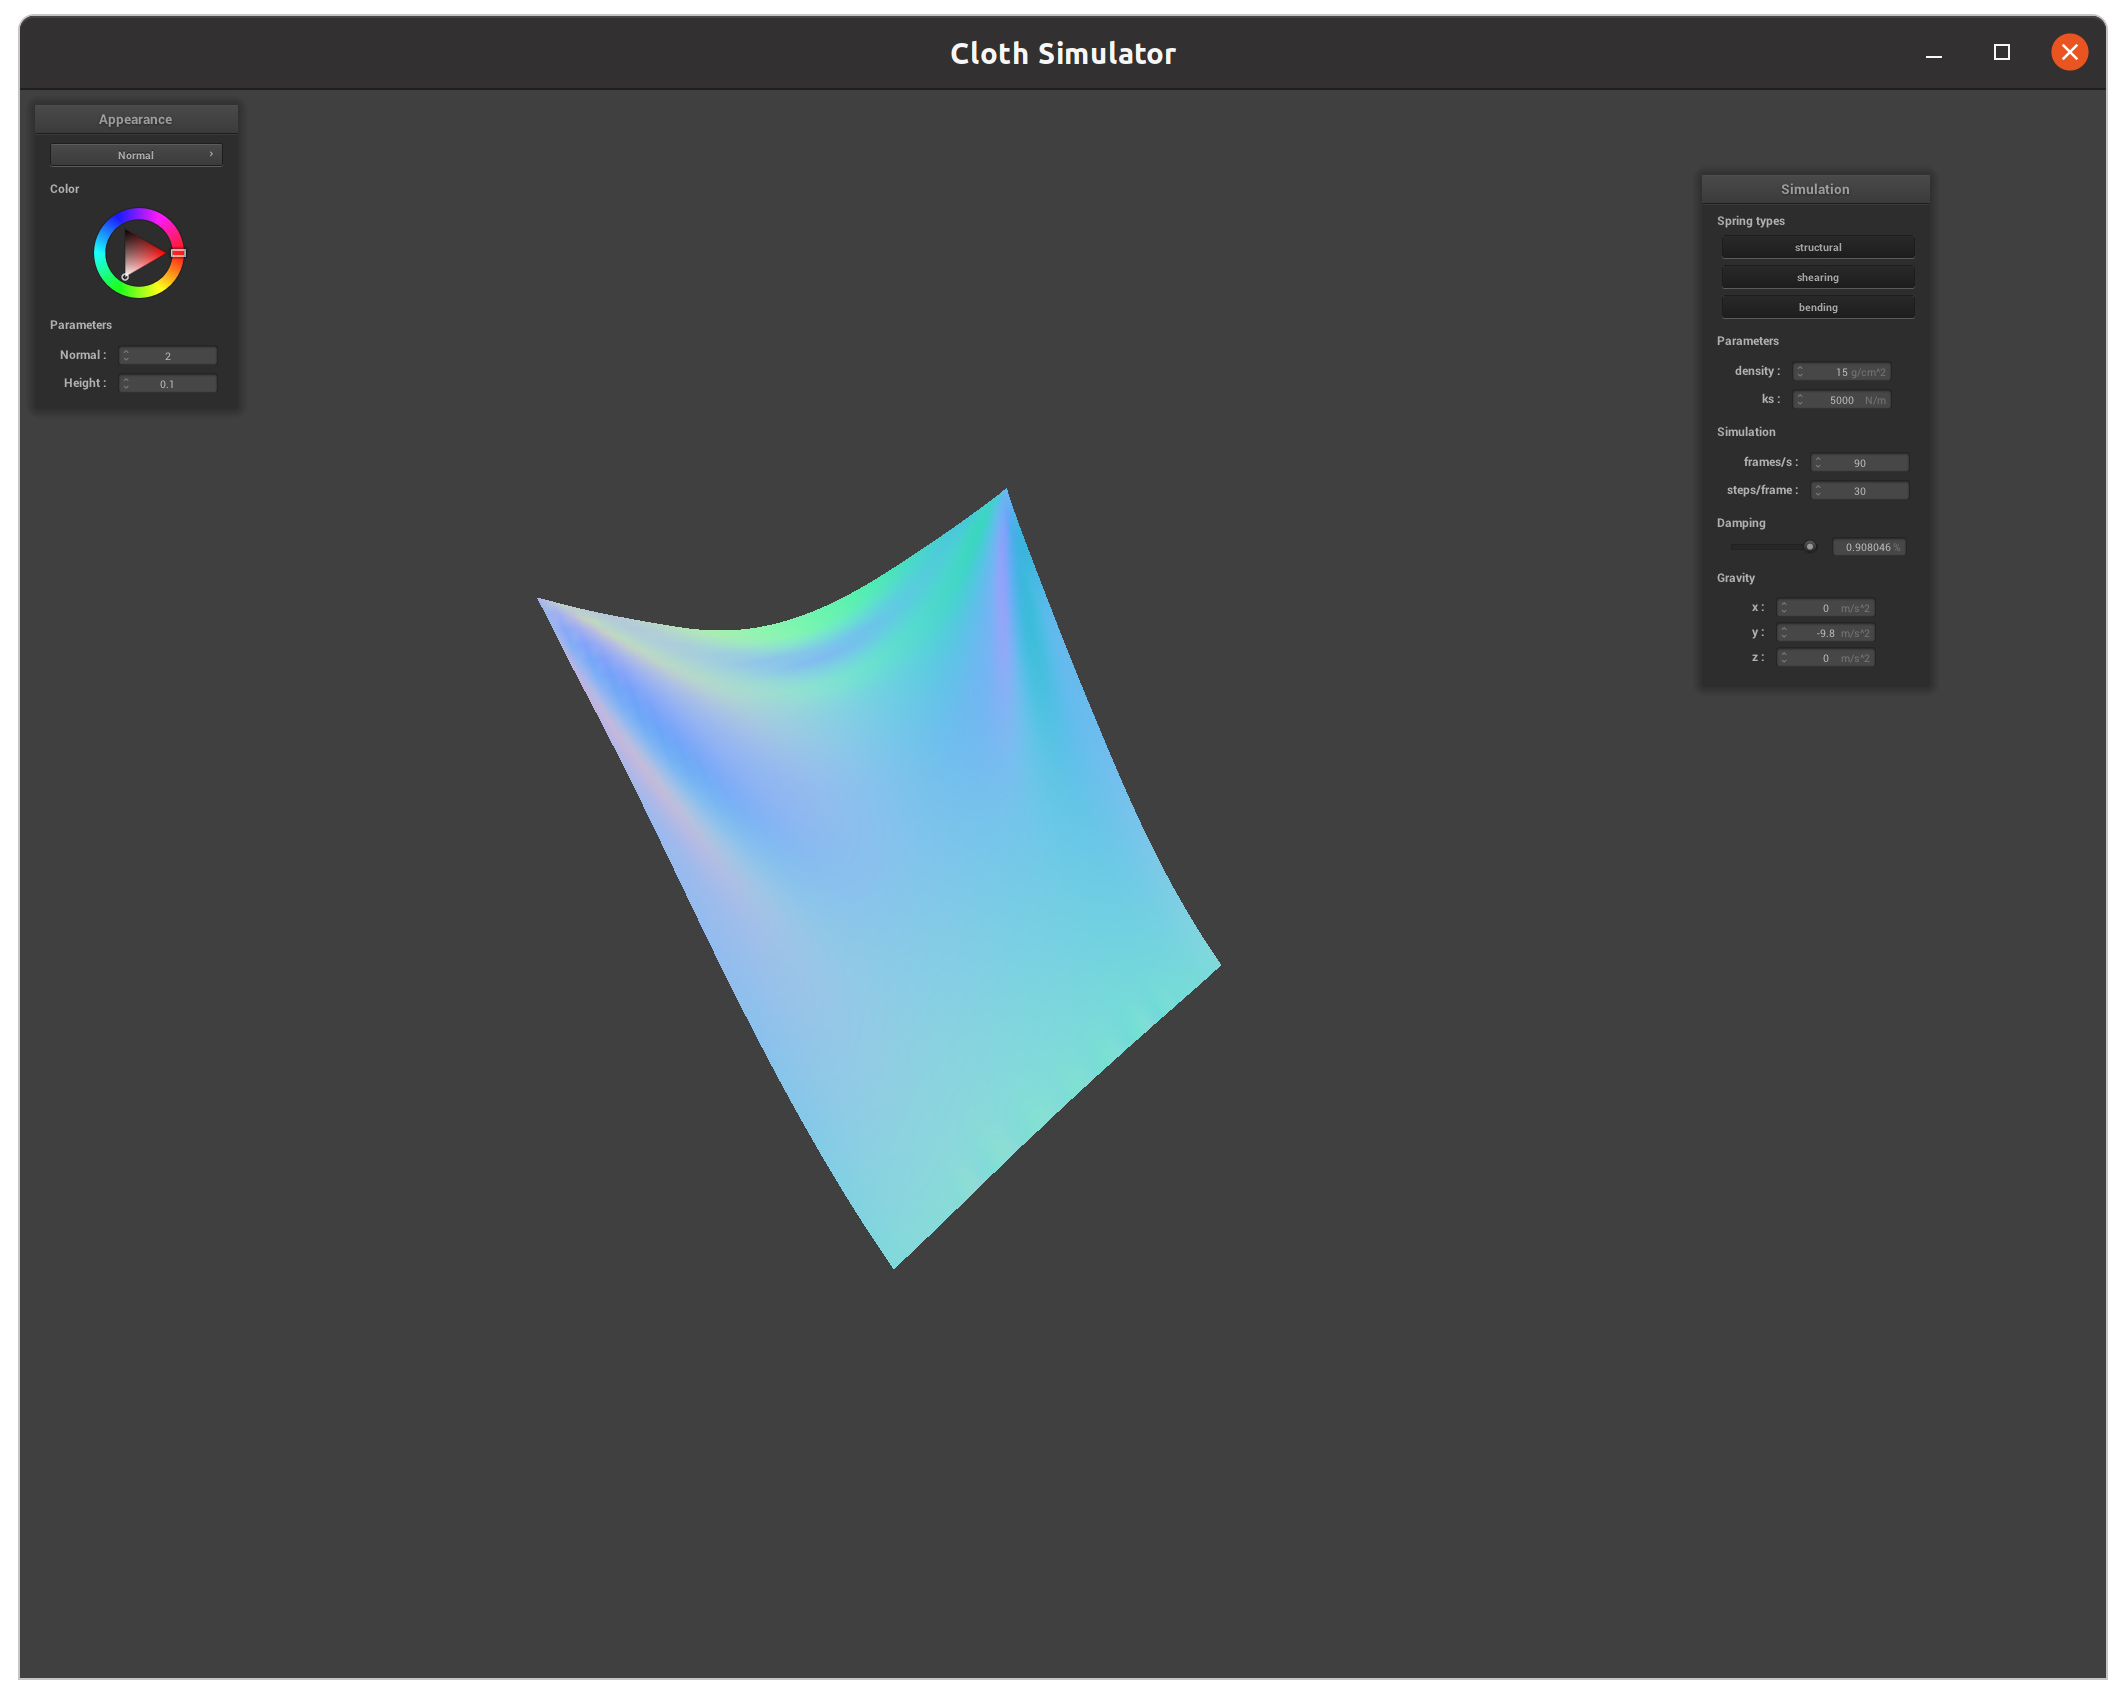 Cloth Simulator
Appearance
Normal
Color
Parameters
Normal : 2
Height : 0.1
Simulation
Spring types
structural
shearing
bending
Parameters
density : 15 g/cm^2
ks : 5000 N/m
Simulation
frames/s : 90
steps/frame : 30
Damping
0.908046 %
Gravity
x : 0 m/s^2
y : -9.8 m/s^2
z : 0 m/s^2